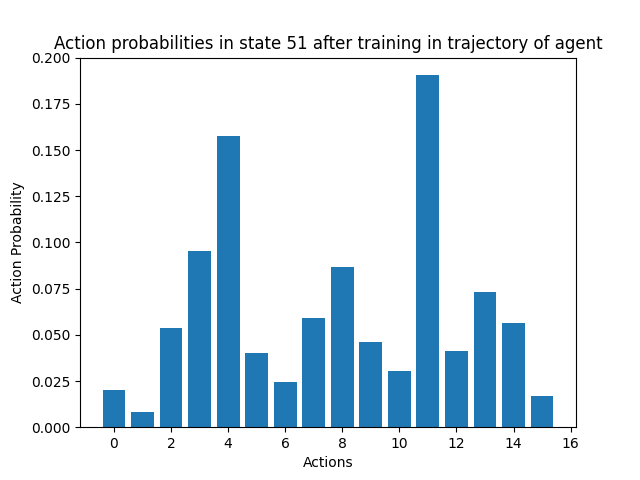 Action probabilities in state 51 after training in trajectory of agent
0.200
0.175
0.150
0.125
0.100
0.075
0.050
0.025
0.000
Action Probability
0 2 4 6 8 10 12 14 16
Actions